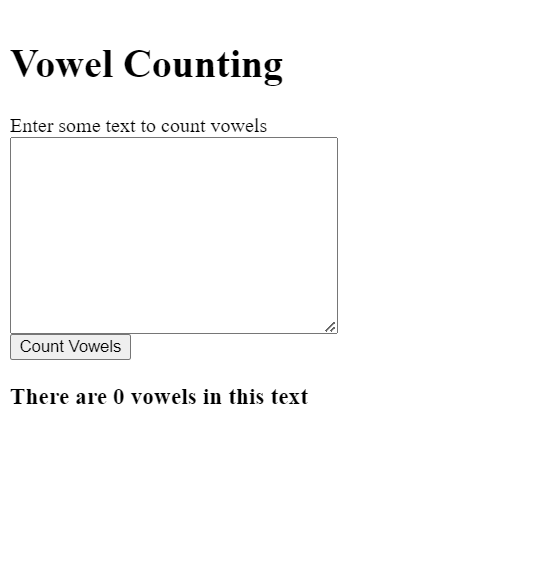 Vowel Counting
Enter some text to count vowels
Count Vowels
There are 0 vowels in this text